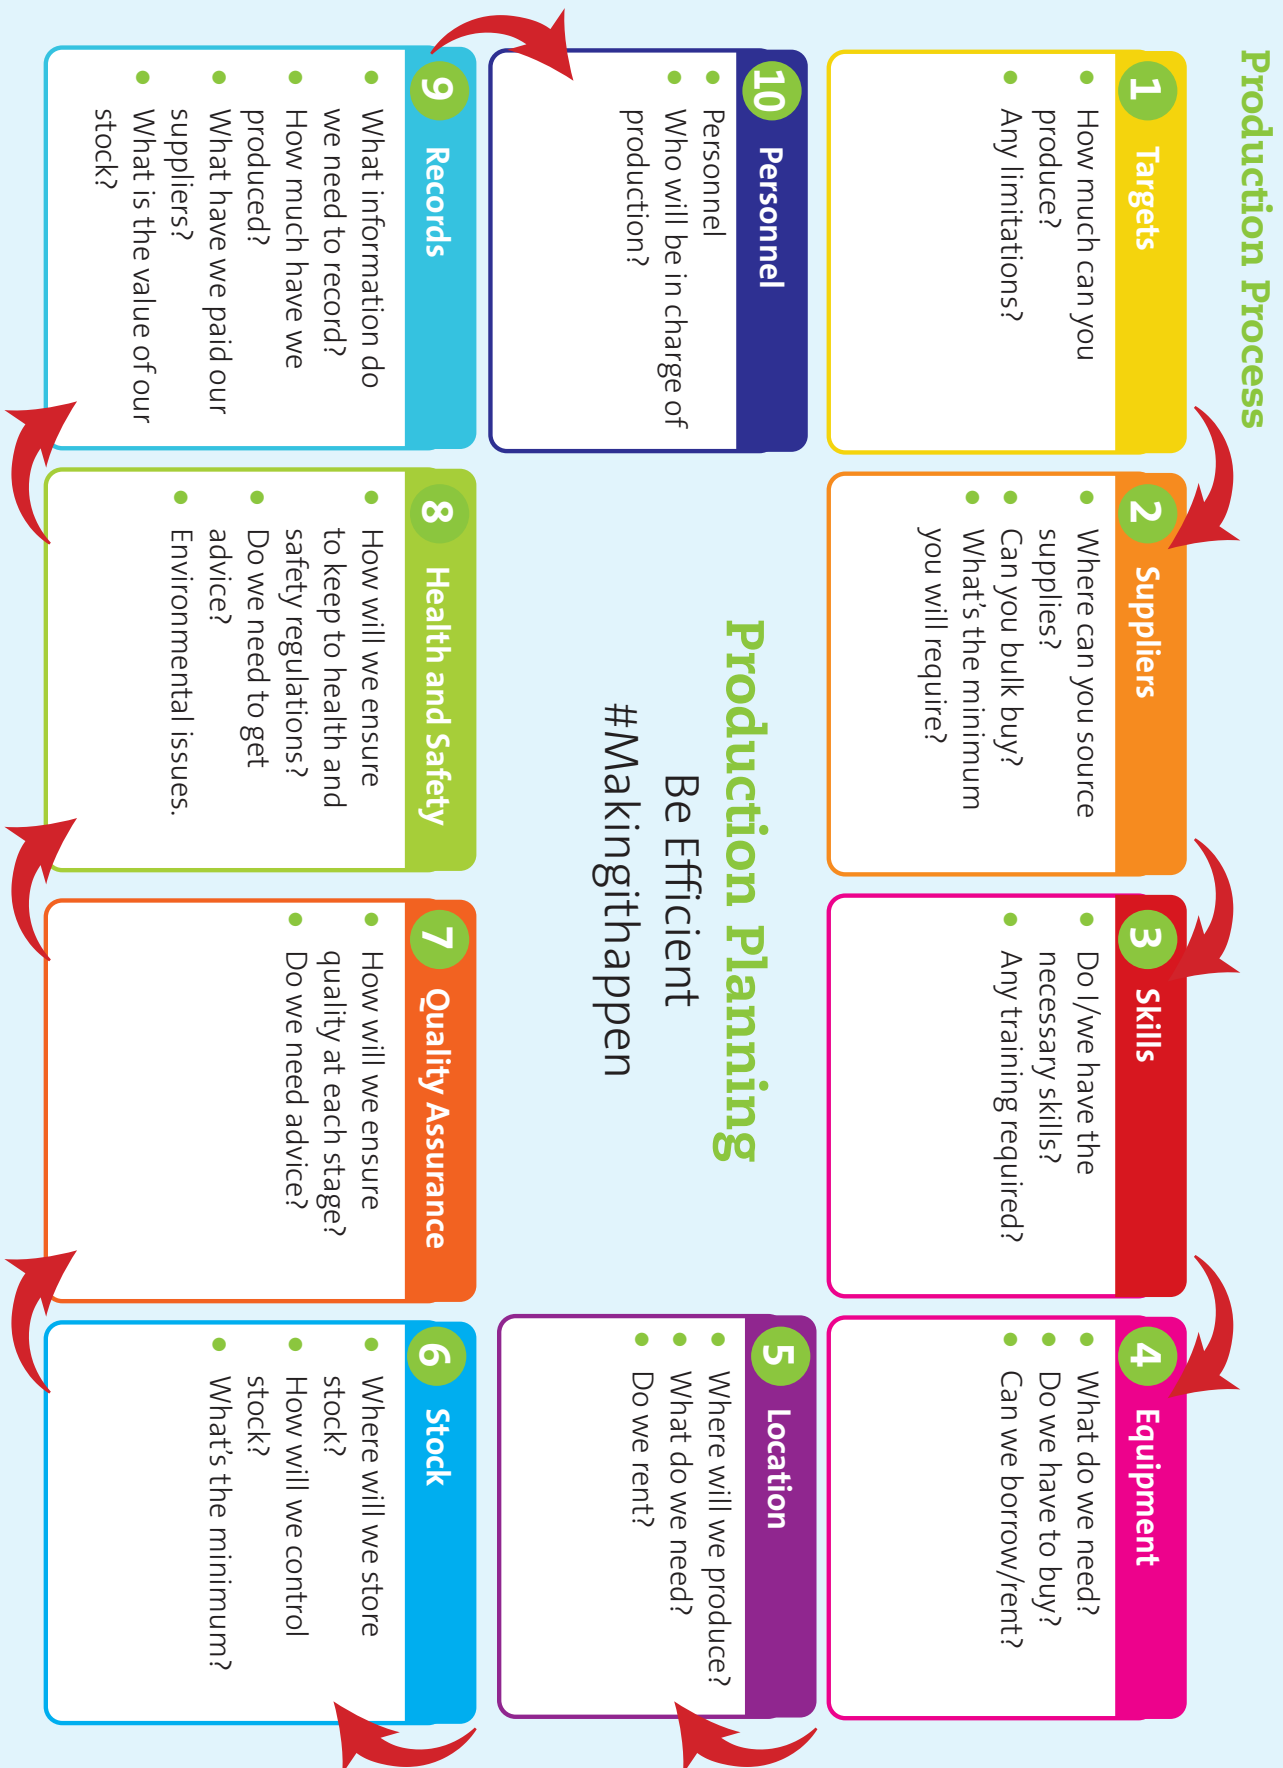 Production Process
1 Targets
How much can you
produce?
Any limitations?
2 Suppliers
Where can you source
supplies?
Can you bulk buy?
What's the minimum
you will require?
3 Skills
Do I/we have the
necessary skills?
Any training required?
4 Equipment
What do we need?
Do we have to buy?
Can we borrow/rent?
10 Personnel
Personnel
Who will be in charge of
production?
Production Planning
Be Efficient
#Makingithappen
5 Location
Where will we produce?
What do we need?
Do we rent?
9 Records
What information do
we need to record?
How much have we
produced?
What have we paid our
suppliers?
What is the value of our
stock?
8 Health and Safety
How will we ensure
to keep to health and
safety regulations?
Do we need to get
advice?
Environmental issues.
7 Quality Assurance
How will we ensure
quality at each stage?
Do we need advice?
6 Stock
Where will we store
stock?
How will we control
stock?
What's the minimum?